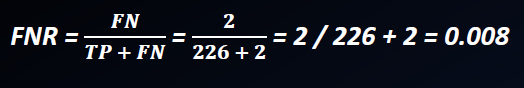 FNR = FN / TP + FN = 2 / 226 + 2 = 2 / 226 + 2 = 0.008